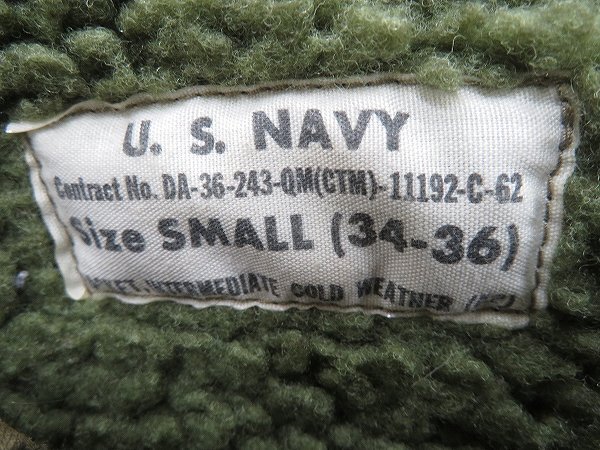 U. S. NAVY
Contract No. DA-36-243-QM(CTM)-11192-C-62
Size SMALL (34-36)
INTERMEDIATE COLD WEATHER